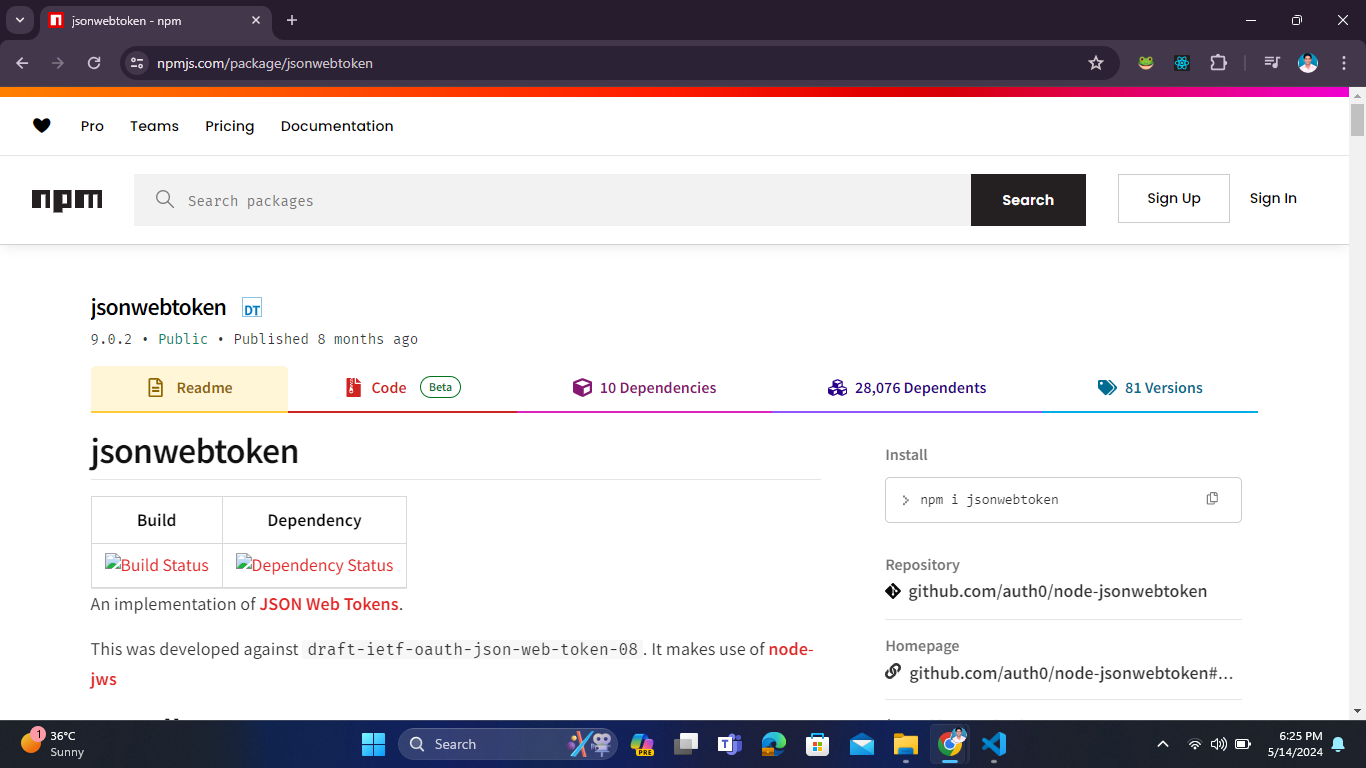 jsonwebtoken - npm
npmjs.com/package/jsonwebtoken
Pro Teams Pricing Documentation
npm
Search packages
Search
Sign Up
Sign In
jsonwebtoken DT
9.0.2 • Public • Published 8 months ago
Readme
Code Beta
10 Dependencies
28,076 Dependents
81 Versions
jsonwebtoken
Build Dependency
Build Status Dependency Status
An implementation of JSON Web Tokens.
This was developed against draft-ietf-oauth-json-web-token-08. It makes use of node-
jws
Install
> npm i jsonwebtoken
Repository
github.com/auth0/node-jsonwebtoken
Homepage
github.com/auth0/node-jsonwebtoken#...
1
36°C
Sunny
Search
PRE
6:25 PM
5/14/2024